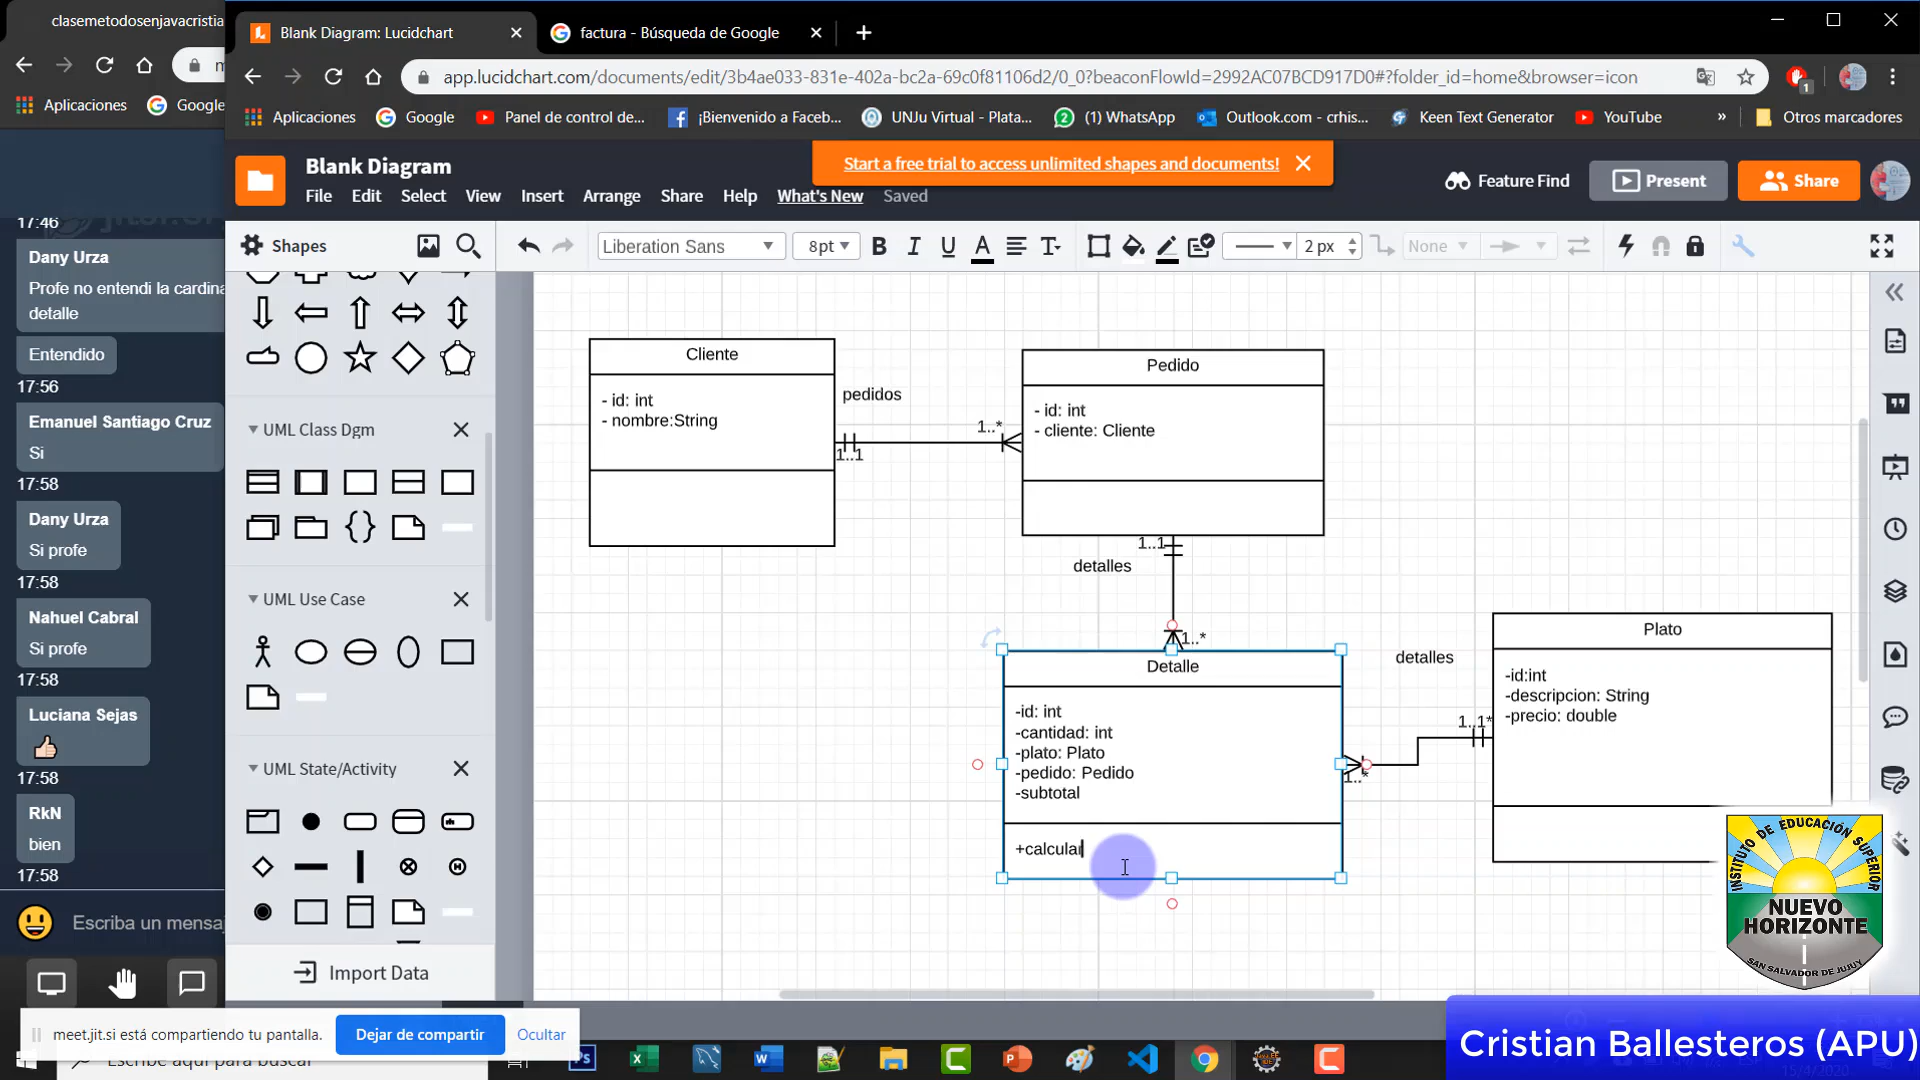 clasemetodosenjavacristia
Blank Diagram: Lucidchart
factura - Búsqueda de Google
app.lucidchart.com/documents/edit/3b4ae033-831e-402a-bc2a-69c0f81106d2/0_0?beaconFlowId=2992AC07BCD917D0#?folder_id=home&browser=icon
Aplicaciones
Google
Aplicaciones
Google
Panel de control de...
¡Bienvenido a Faceb...
UNJu Virtual - Plata...
(1) WhatsApp
Outlook.com - crhis...
Keen Text Generator
YouTube
»
Otros marcadores
Blank Diagram
Start a free trial to access unlimited shapes and documents!
File
Edit
Select
View
Insert
Arrange
Share
Help
What's New
Saved
Feature Find
Present
Share
Shapes
Liberation Sans
8pt
B
I
U
A
2 px
None
17:46
Dany Urza
Profe no entendi la cardina
detalle
Entendido
17:56
Emanuel Santiago Cruz
Si
17:58
Dany Urza
Si profe
17:58
Nahuel Cabral
Si profe
17:58
Luciana Sejas
17:58
RkN
bien
17:58
Escriba un mensaj
UML Class Dgm
UML Use Case
UML State/Activity
Import Data
Cliente
- id: int
- nombre:String
pedidos
1..1
1..*
Pedido
- id: int
- cliente: Cliente
1..1
detalles
1..*
Detalle
-id: int
-cantidad: int
-plato: Plato
-pedido: Pedido
-subtotal
+calcular
detalles
1..1*
1..*
Plato
-id:int
-descripcion: String
-precio: double
INSTITUTO DE EDUCACIÓN SUPERIOR
NUEVO
HORIZONTE
SAN SALVADOR DE JUJUY
meet.jit.si está compartiendo tu pantalla.
Dejar de compartir
Ocultar
Escribe aquí para buscar
Cristian Ballesteros (APU)
15/4/2020